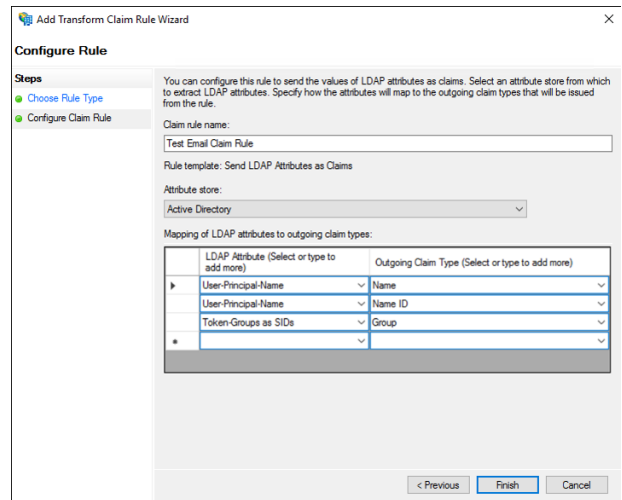 Add Transform Claim Rule Wizard
Configure Rule
Steps
Choose Rule Type
Configure Claim Rule
You can configure this rule to send the values of LDAP attributes as claims. Select an attribute store from which
to extract LDAP attributes. Specify how the attributes will map to the outgoing claim types that will be issued
from the rule.
Claim rule name:
Test Email Claim Rule
Rule template: Send LDAP Attributes as Claims
Attribute store:
Active Directory
Mapping of LDAP attributes to outgoing claim types:
LDAP Attribute (Select or type to
add more)
Outgoing Claim Type (Select or type to add more)
User-Principal-Name Name
User-Principal-Name Name ID
Token-Groups as SIDs Group
< Previous Finish Cancel